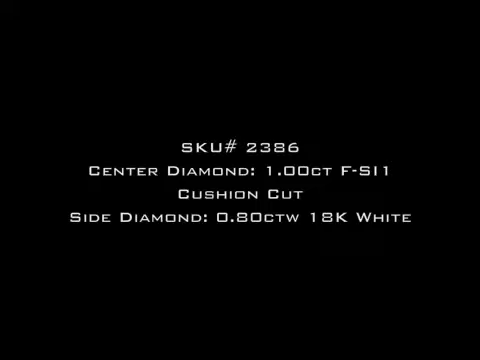 SKU# 2386
Center Diamond: 1.00ct F-SI1
Cushion Cut
Side Diamond: 0.80ctw 18K White